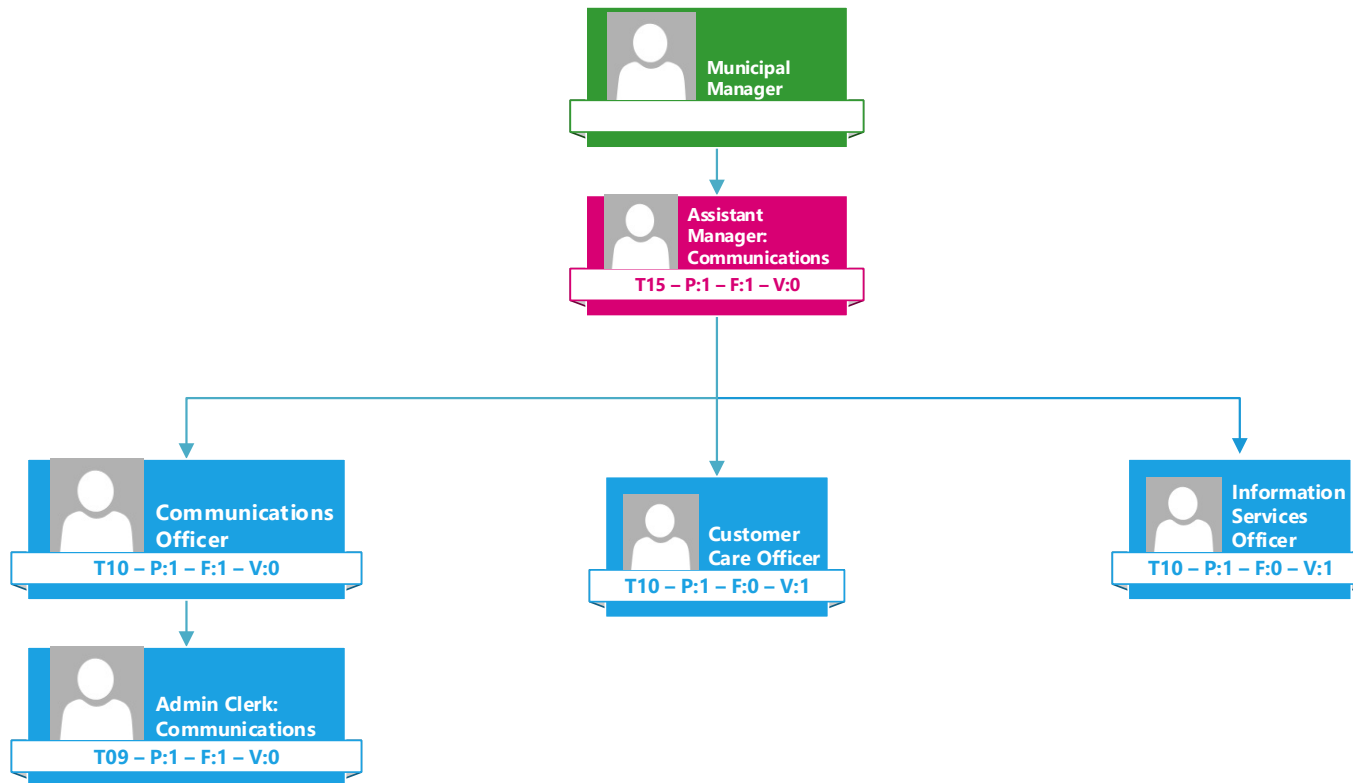 Municipal
Manager
Assistant
Manager:
Communications
T15 – P:1 – F:1 – V:0
Communications
Officer
T10 – P:1 – F:1 – V:0
Customer
Care Officer
T10 – P:1 – F:0 – V:1
Information
Services
Officer
T10 – P:1 – F:0 – V:1
Admin Clerk:
Communications
T09 – P:1 – F:1 – V:0